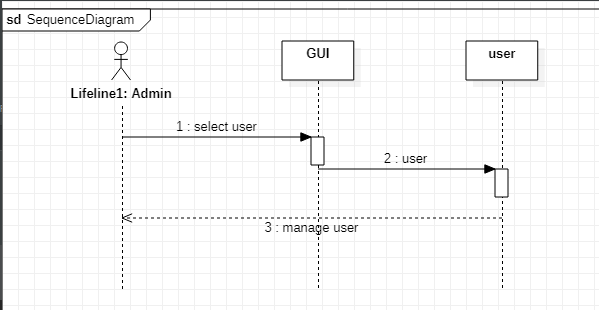 sd SequenceDiagram
GUI
user
Lifeline1: Admin
1 : select user
2 : user
3 : manage user